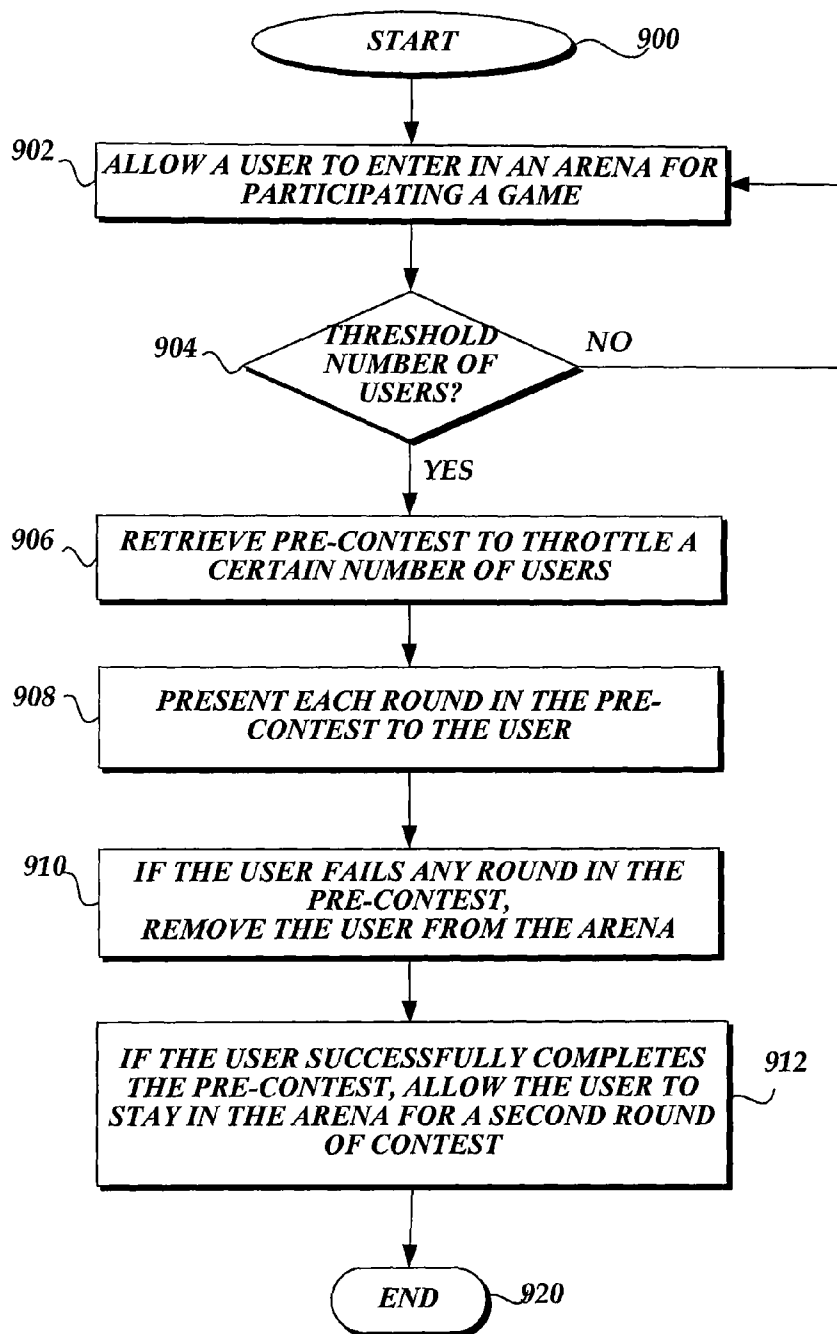 START
900
902
ALLOW A USER TO ENTER IN AN ARENA FOR
PARTICIPATING A GAME
904
THRESHOLD
NUMBER OF
USERS?
NO
YES
906
RETRIEVE PRE-CONTEST TO THROTTLE A
CERTAIN NUMBER OF USERS
908
PRESENT EACH ROUND IN THE PRE-
CONTEST TO THE USER
910
IF THE USER FAILS ANY ROUND IN THE
PRE-CONTEST,
REMOVE THE USER FROM THE ARENA
IF THE USER SUCCESSFULLY COMPLETES
THE PRE-CONTEST, ALLOW THE USER TO
STAY IN THE ARENA FOR A SECOND ROUND
OF CONTEST
912
END
920